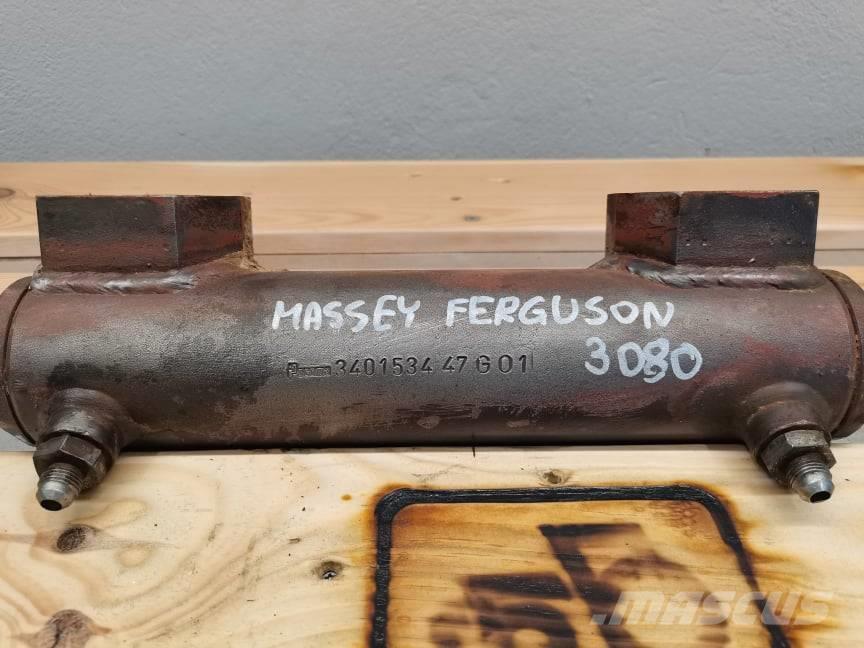 MASSEY FERGUSON
3080
3401534 47 G 01
MASCUS